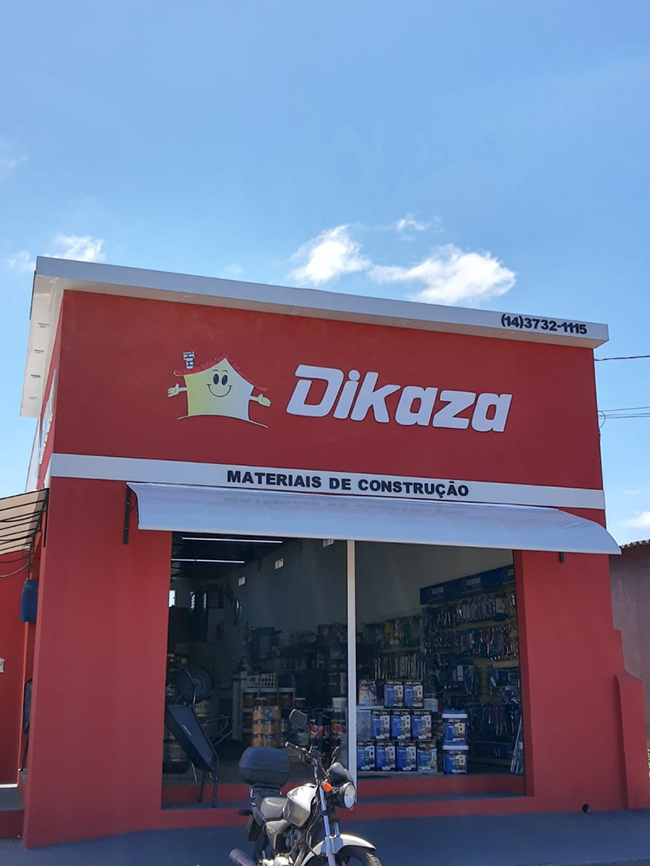 (14)3732-1115
Dikaza
MATERIAIS DE CONSTRUÇÃO